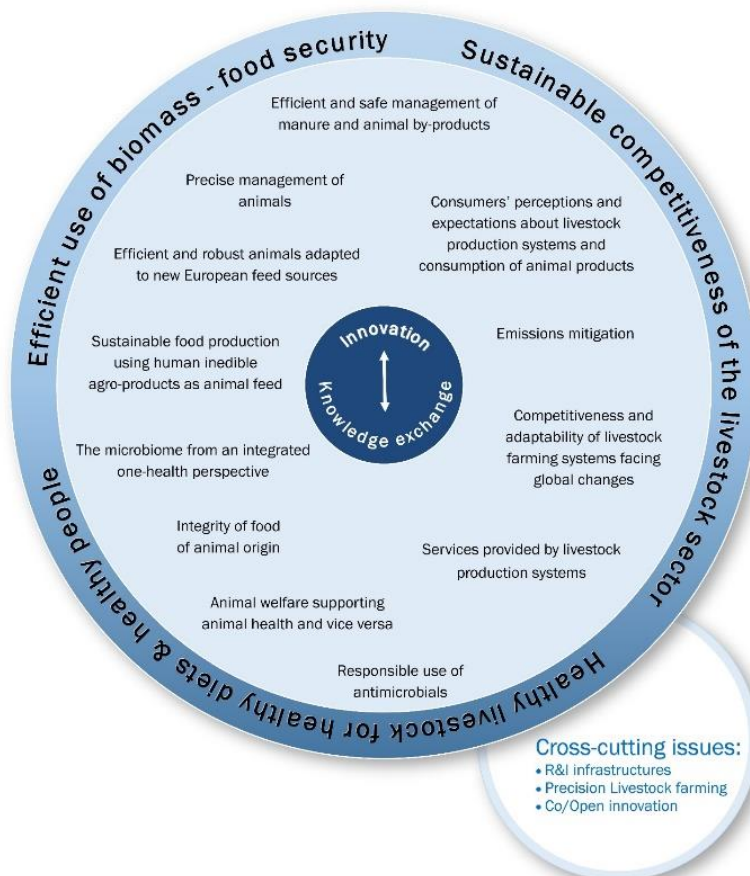 Efficient use of biomass - food security
Sustainable competitiveness of the livestock sector
Healthy livestock for healthy diets & healthy people
Efficient and safe management of
manure and animal by-products
Precise management of
animals
Consumers' perceptions and
expectations about livestock
production systems and
consumption of animal products
Efficient and robust animals adapted
to new European feed sources
Innovation
Knowledge exchange
Emissions mitigation
Sustainable food production
using human inedible
agro-products as animal feed
Competitiveness and
adaptability of livestock
farming systems facing
global changes
The microbiome from an integrated
one-health perspective
Integrity of food
of animal origin
Services provided by livestock
production systems
Animal welfare supporting
animal health and vice versa
Responsible use of
antimicrobials
Cross-cutting issues:
• R&I infrastructures
• Precision Livestock farming
• Co/Open innovation